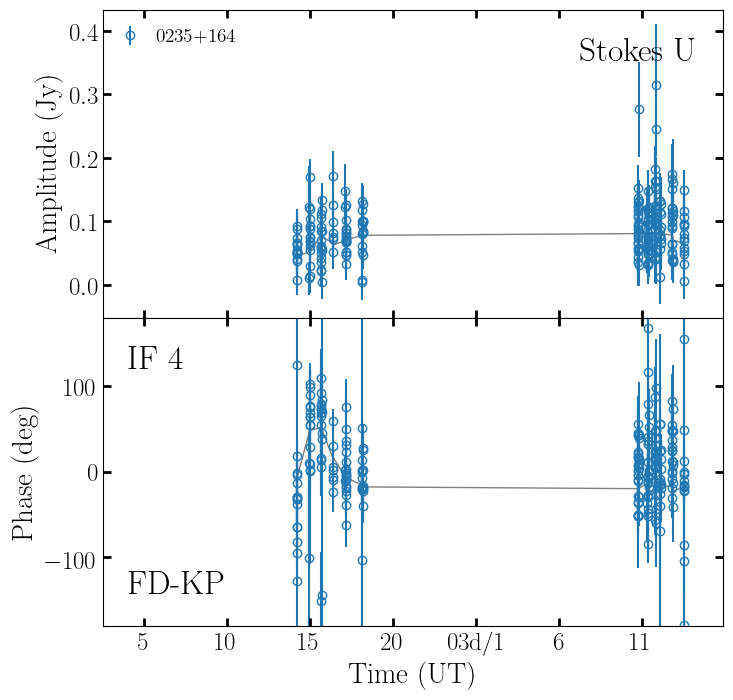 0235+164
Stokes U
0.4
0.3
0.2
0.1
0.0
Amplitude (Jy)
IF 4
100
0
−100
Phase (deg)
FD-KP
5 10 15 20 03d/1 6 11
Time (UT)